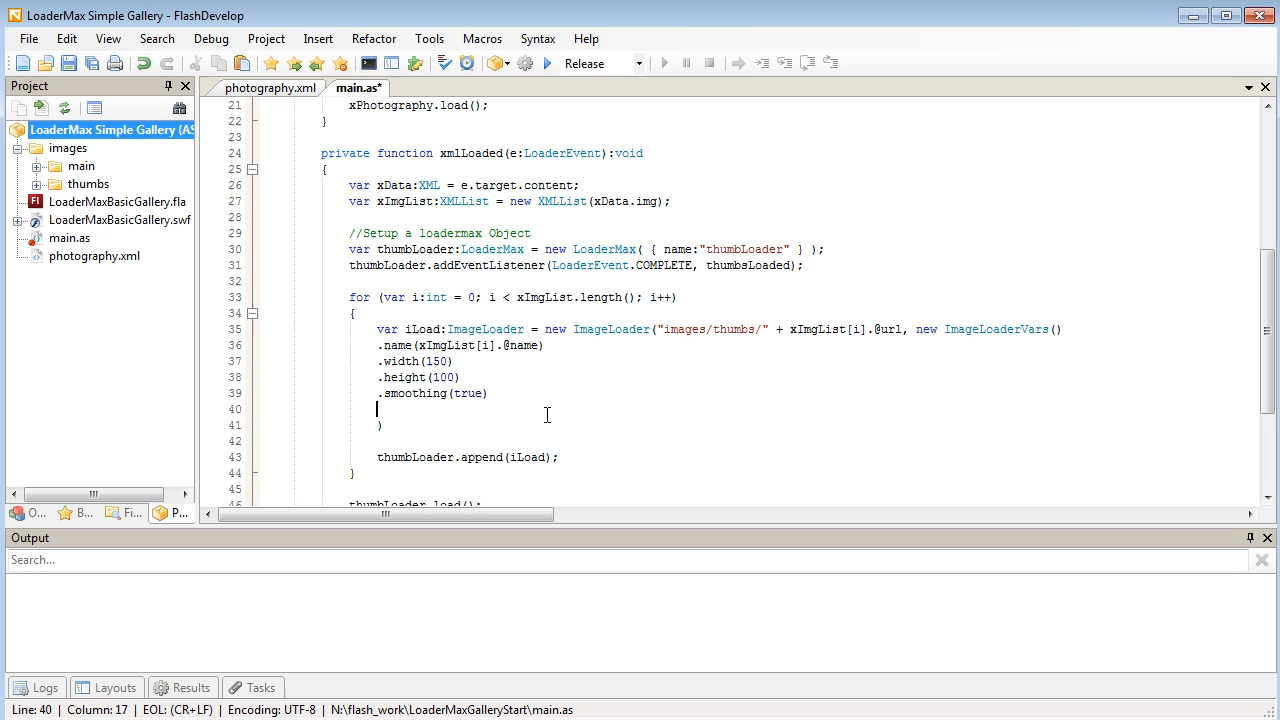 LoaderMax Simple Gallery - FlashDevelop
File Edit View Search Debug Project Insert Refactor Tools Macros Syntax Help
Release
Project
photography.xml main.as*
LoaderMax Simple Gallery (AS
images
main
thumbs
LoaderMaxBasicGallery.fla
LoaderMaxBasicGallery.swf
main.as
photography.xml
O... B... Fi... P...
21 xPhotography.load();
22 }
23
24 private function xmlLoaded(e:LoaderEvent):void
25 {
26 var xData:XML = e.target.content;
27 var xImgList:XMLList = new XMLList(xData.img);
28
29 //Setup a loadermax Object
30 var thumbLoader:LoaderMax = new LoaderMax( { name:"thumbLoader" } );
31 thumbLoader.addEventListener(LoaderEvent.COMPLETE, thumbsLoaded);
32
33 for (var i:int = 0; i < xImgList.length(); i++)
34 {
35 var iLoad:ImageLoader = new ImageLoader("images/thumbs/" + xImgList[i].@url, new ImageLoaderVars()
36 .name(xImgList[i].@name)
37 .width(150)
38 .height(100)
39 .smoothing(true)
40
41 )
42
43 thumbLoader.append(iLoad);
44 }
45
46 thumbLoader.load();
Output
Search...
Logs Layouts Results Tasks
Line: 40 | Column: 17 | EOL: (CR+LF) | Encoding: UTF-8 | N:\flash_work\LoaderMaxGalleryStart\main.as